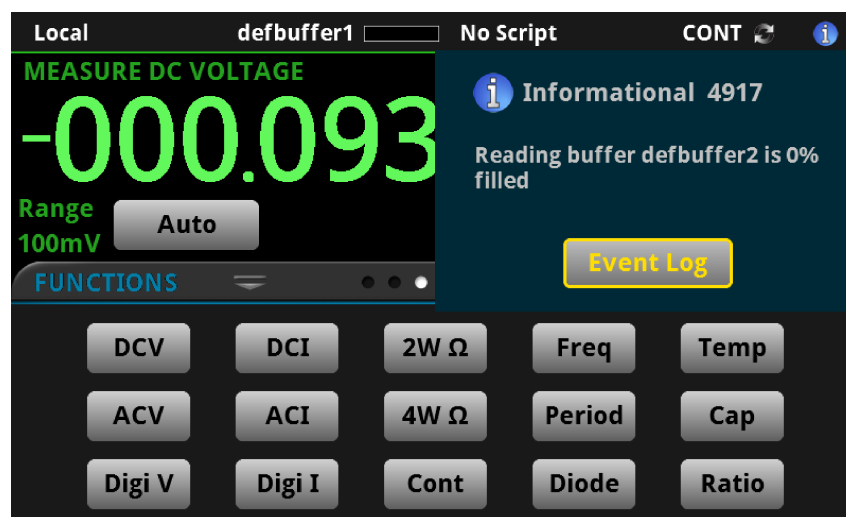 Local defbuffer1 No Script CONT
MEASURE DC VOLTAGE
-000.093
Informational 4917
Reading buffer defbuffer2 is 0%
filled
Range
100mV
Auto
Event Log
FUNCTIONS
DCV DCI 2W Ω Freq Temp
ACV ACI 4W Ω Period Cap
Digi V Digi I Cont Diode Ratio